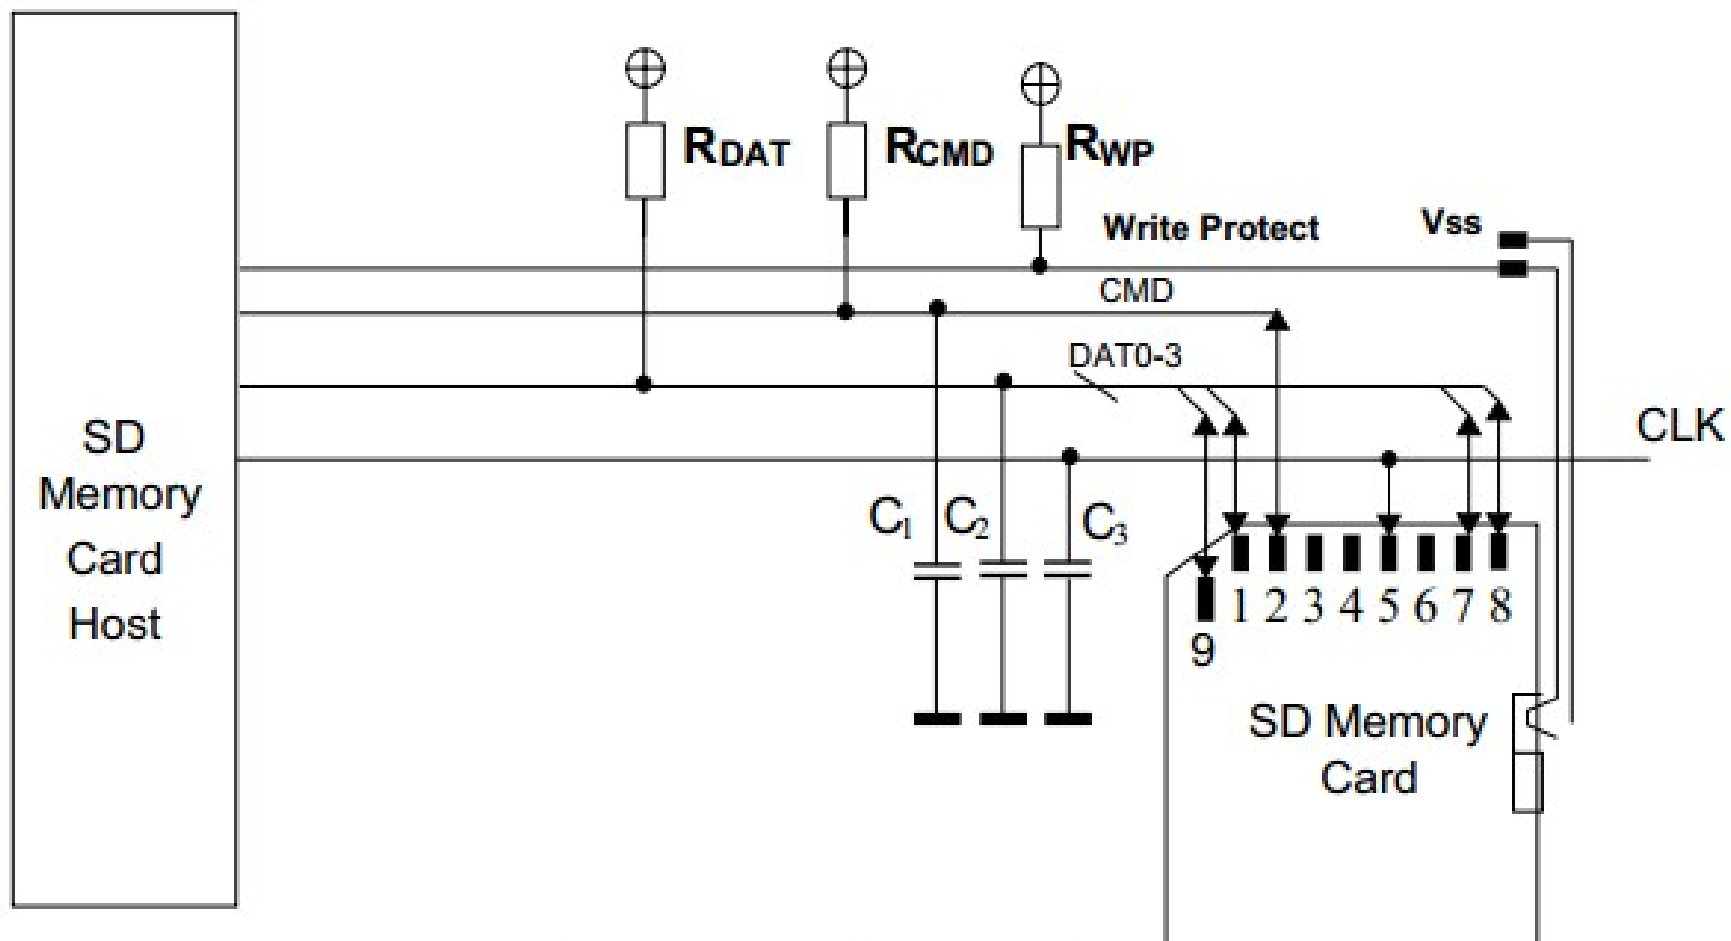 RDAT
RCMD
RWP
Write Protect
Vss
CMD
DAT0-3
CLK
SD
Memory
Card
Host
C1
C2
C3
1 2 3 4 5 6 7 8
9
SD Memory
Card